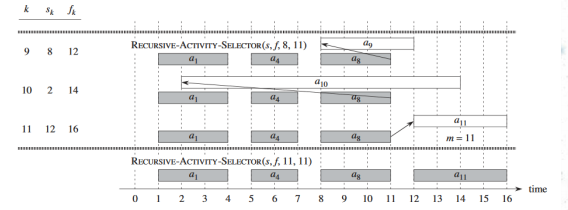 k s_k f_k
a_9
RECURSIVE-ACTIVITY-SELECTOR(s, f, 8, 11)
9 8 12 a_1 a_4 a_8
a_10
10 2 14 a_1 a_4 a_8
a_11
11 12 16 a_1 a_4 a_8 m = 11
RECURSIVE-ACTIVITY-SELECTOR(s, f, 11, 11)
a_1 a_4 a_8 a_11
time
0 1 2 3 4 5 6 7 8 9 10 11 12 13 14 15 16